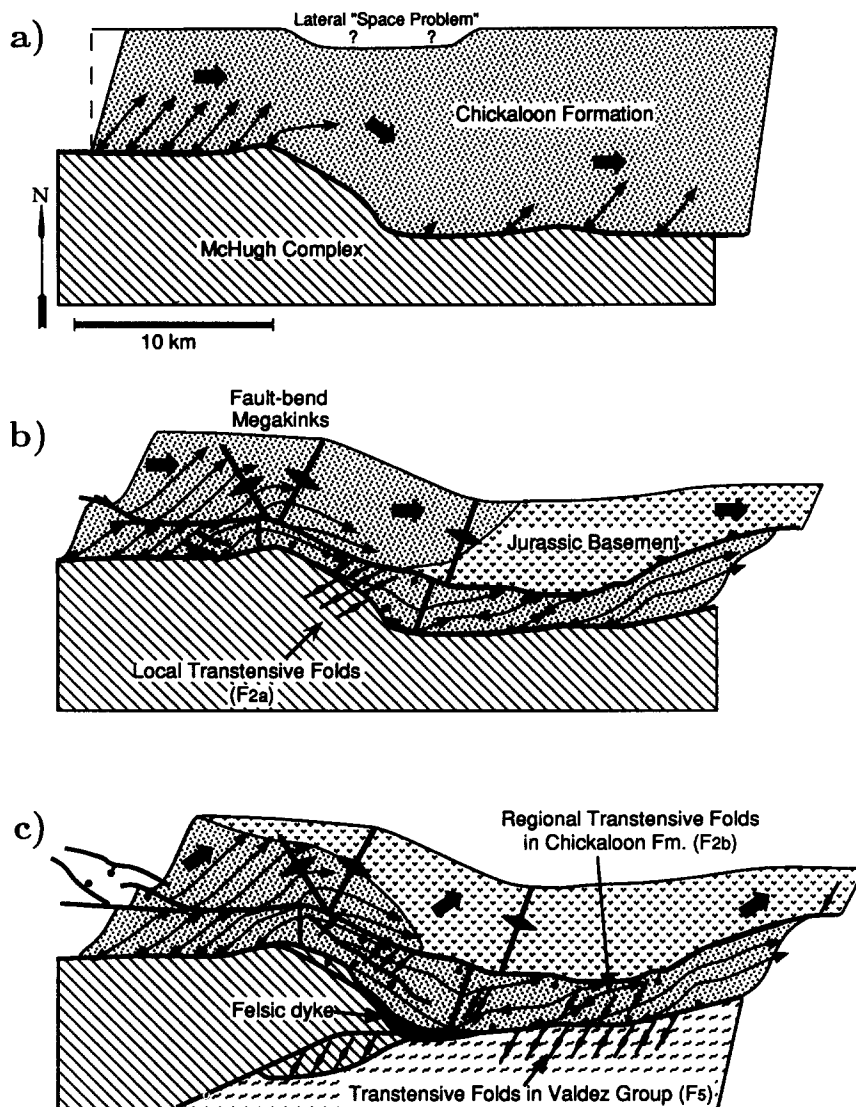 a)
Lateral "Space Problem"
? ?
Chickaloon Formation
N
McHugh Complex
10 km
b)
Fault-bend
Megakinks
Jurassic Basement
Local Transtensive Folds
(F2a)
c)
Regional Transtensive Folds
in Chickaloon Fm. (F2b)
Felsic dyke
Transtensive Folds in Valdez Group (F5)